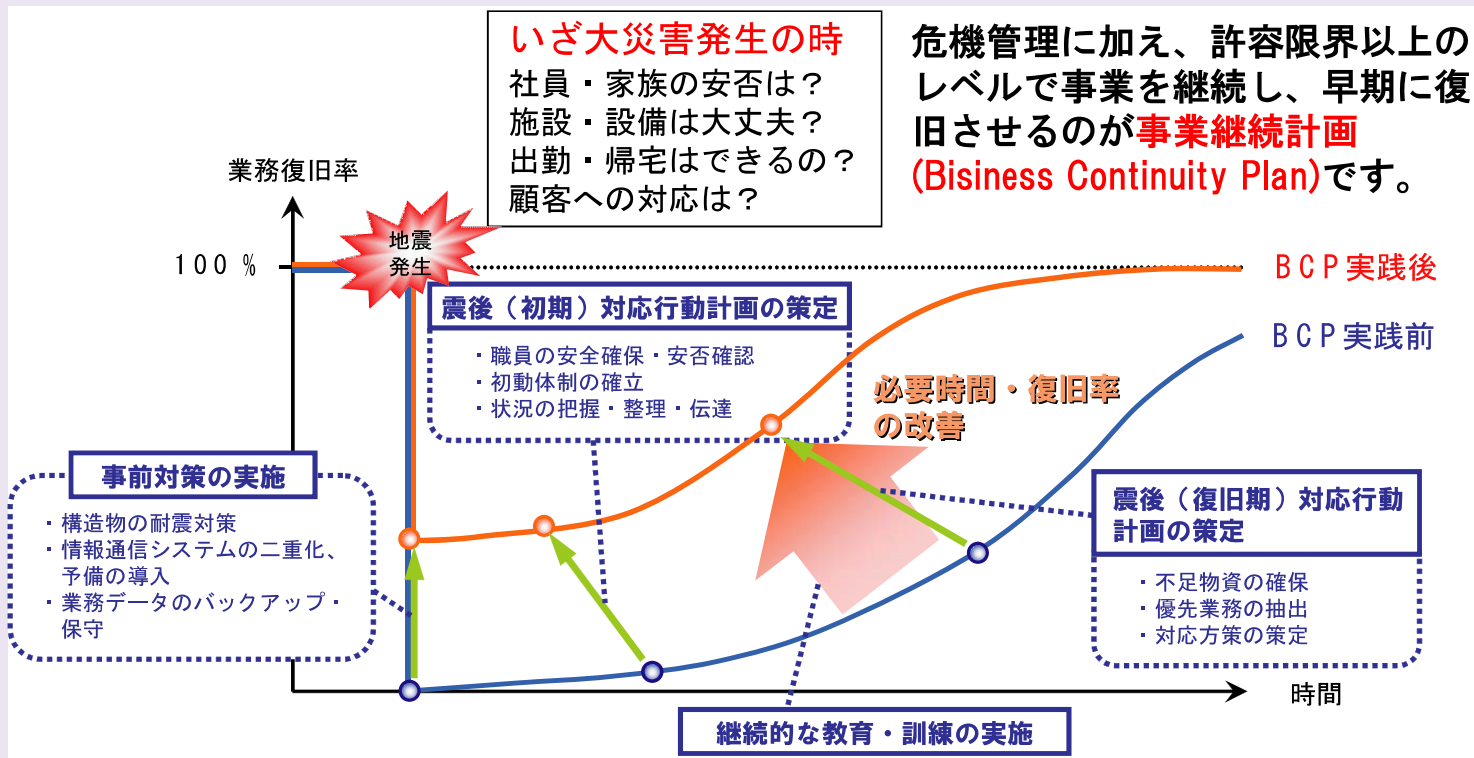 いざ大災害発生の時
社員・家族の安否は？
施設・設備は大丈夫？
出勤・帰宅はできるの？
顧客への対応は？
危機管理に加え、許容限界以上の
レベルで事業を継続し、早期に復
旧させるのが事業継続計画
(Bisiness Continuity Plan)です。
業務復旧率
100 %
地震
発生
BCP実践後
BCP実践前
震後（初期）対応行動計画の策定
・職員の安全確保・安否確認
・初動体制の確立
・状況の把握・整理・伝達
必要時間・復旧率
の改善
事前対策の実施
・構造物の耐震対策
・情報通信システムの二重化、
予備の導入
・業務データのバックアップ・
保守
震後（復旧期）対応行動
計画の策定
・不足物資の確保
・優先業務の抽出
・対応方策の策定
時間
継続的な教育・訓練の実施